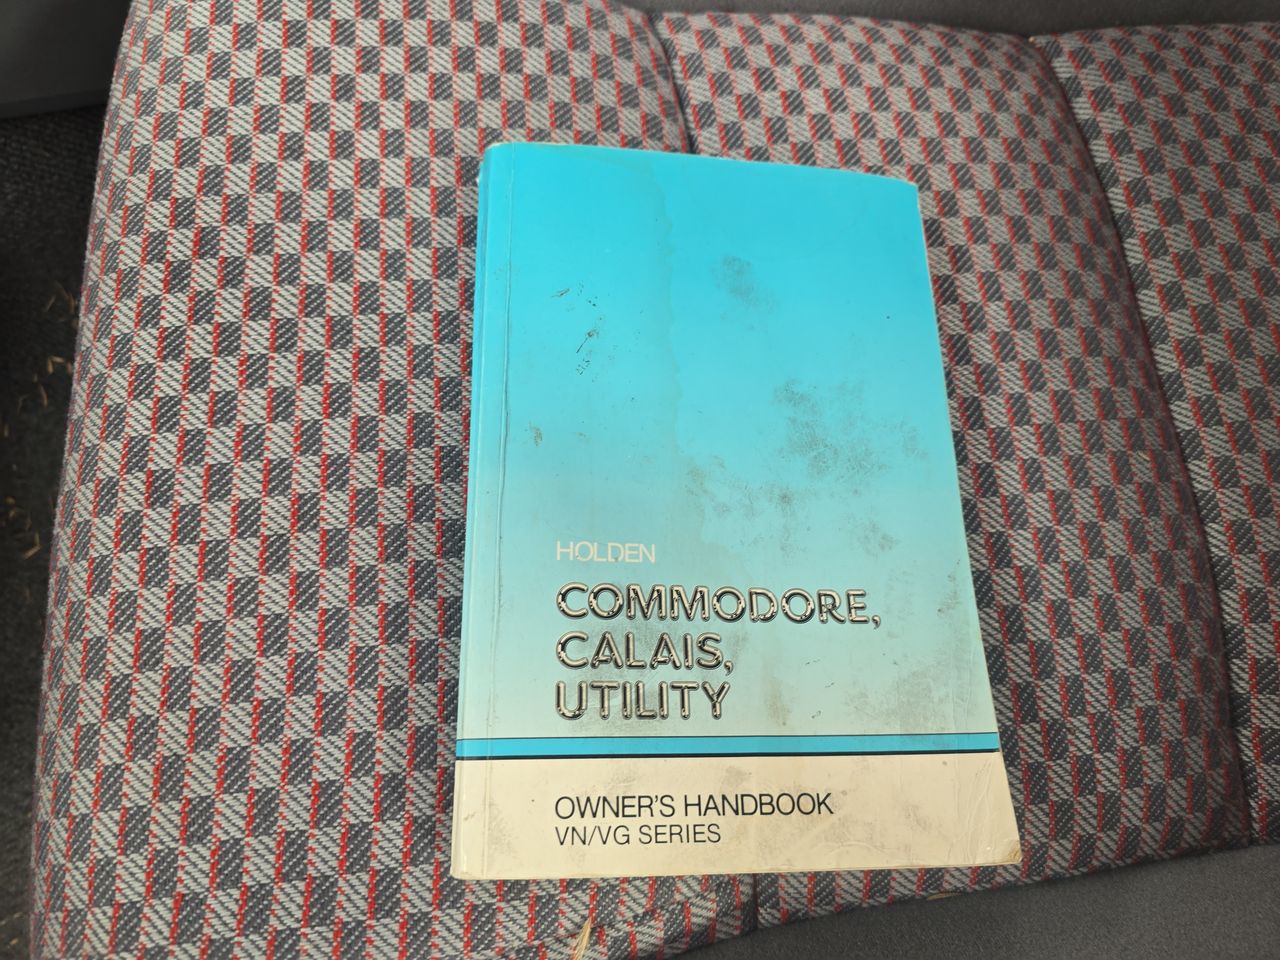 HOLDEN
COMMODORE,
CALAIS,
UTILITY
OWNER'S HANDBOOK
VN/VG SERIES